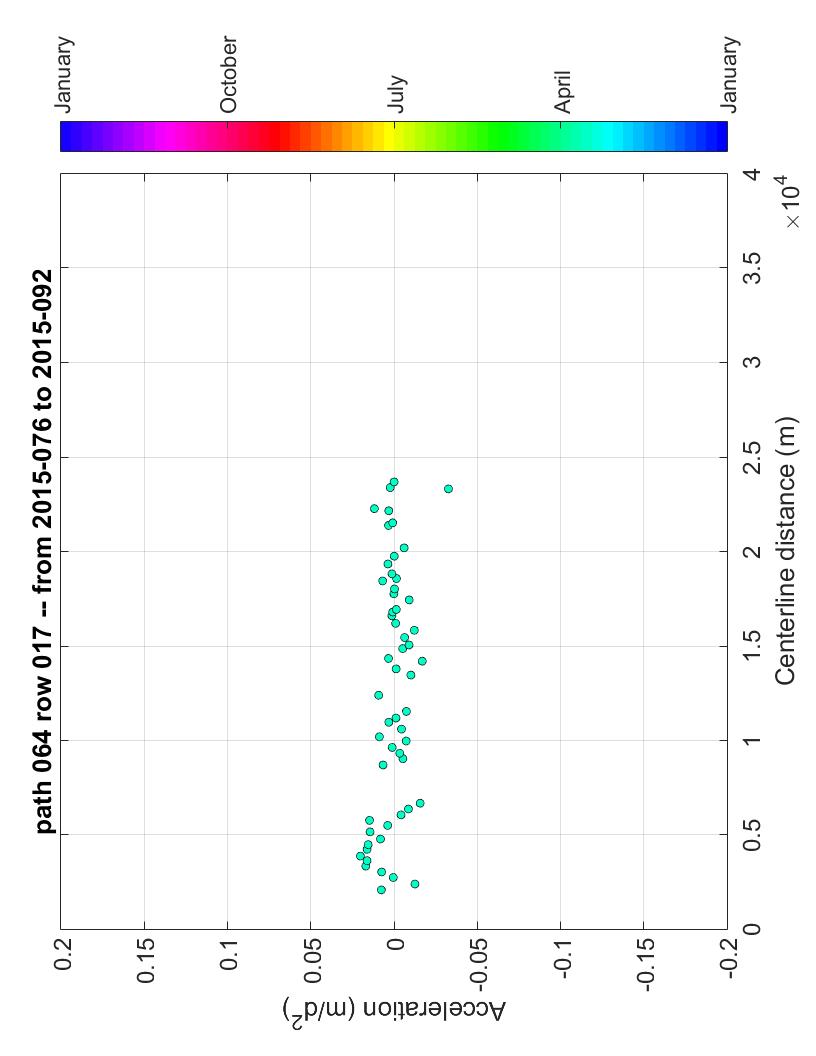 path 064 row 017 -- from 2015-076 to 2015-092
0.2
0.15
0.1
0.05
0
-0.05
-0.1
-0.15
-0.2
Acceleration (m/d²)
0
0.5
1
1.5
2
2.5
3
3.5
4
×10⁴
Centerline distance (m)
January
October
July
April
January